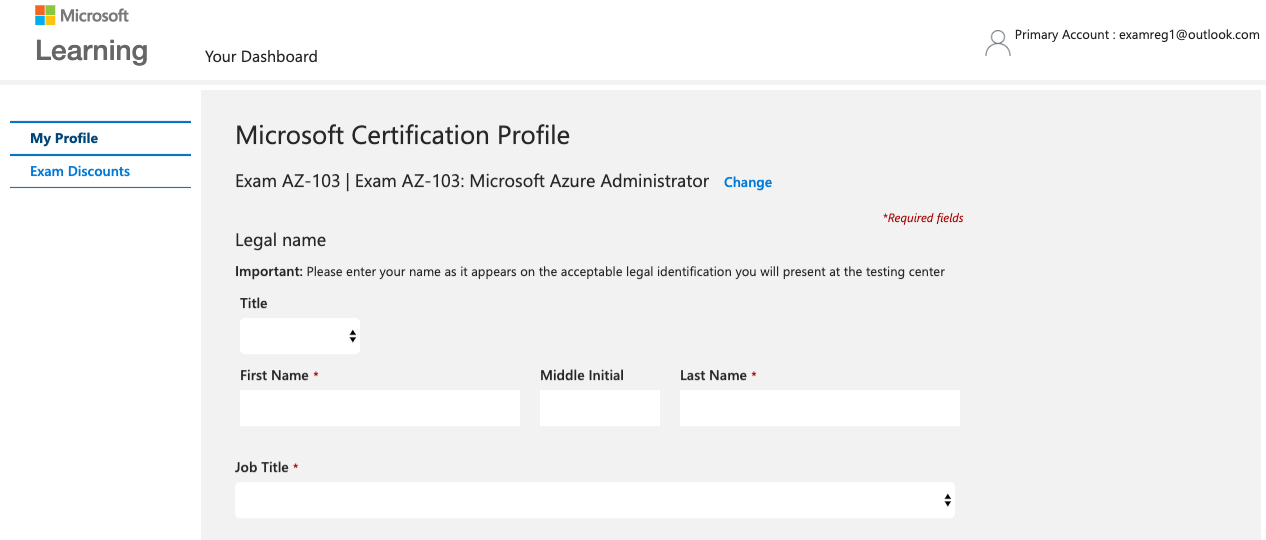 Microsoft
Learning
Your Dashboard
Primary Account : examreg1@outlook.com
My Profile
Exam Discounts
Microsoft Certification Profile
Exam AZ-103 | Exam AZ-103: Microsoft Azure Administrator Change
*Required fields
Legal name
Important: Please enter your name as it appears on the acceptable legal identification you will present at the testing center
Title
First Name * Middle Initial Last Name *
Job Title *